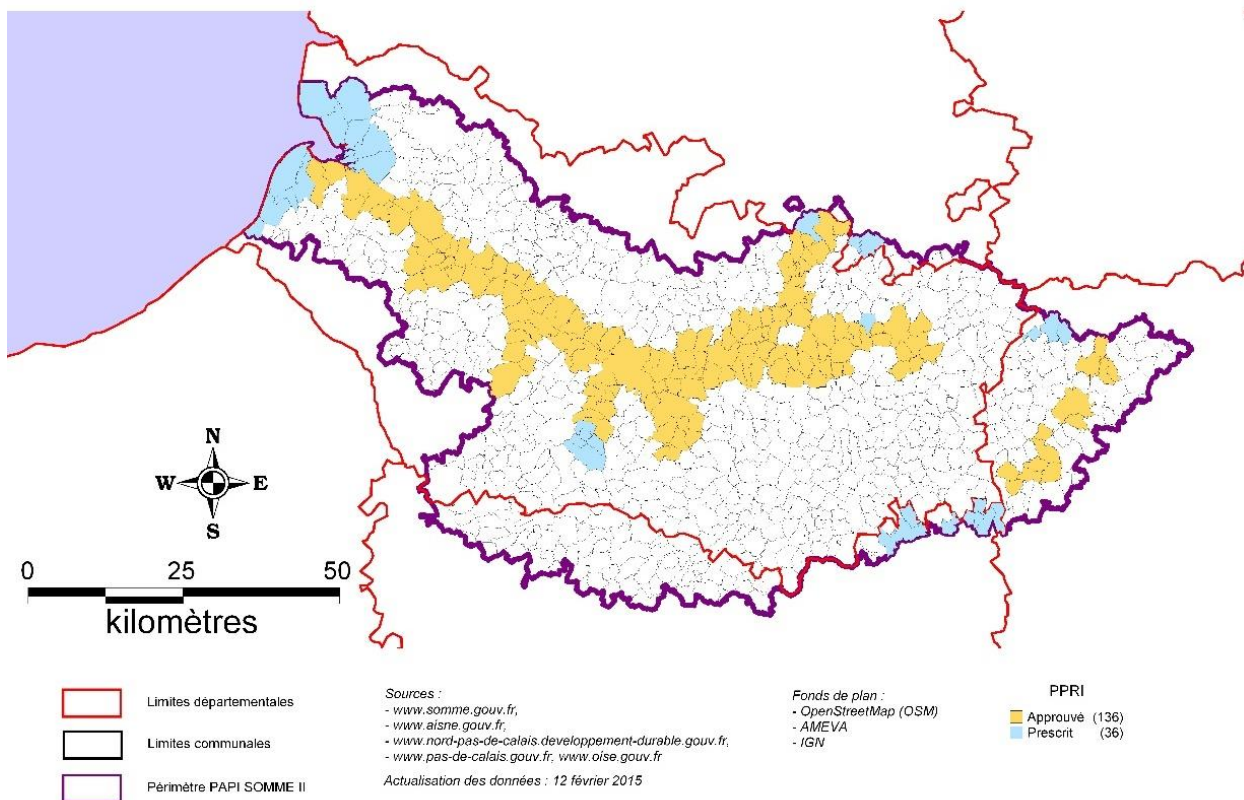 N
W E
S
0 25 50
kilomètres
Limites départementales
Limites communales
Périmètre PAPI SOMME II
Sources :
- www.somme.gouv.fr,
- www.aisne.gouv.fr,
- www.nord-pas-de-calais.developpement-durable.gouv.fr,
- www.pas-de-calais.gouv.fr, www.oise.gouv.fr
Actualisation des données : 12 février 2015
Fonds de plan :
- OpenStreetMap (OSM)
- AMEVA
- IGN
PPRI
Approuvé (136)
Prescrit (36)